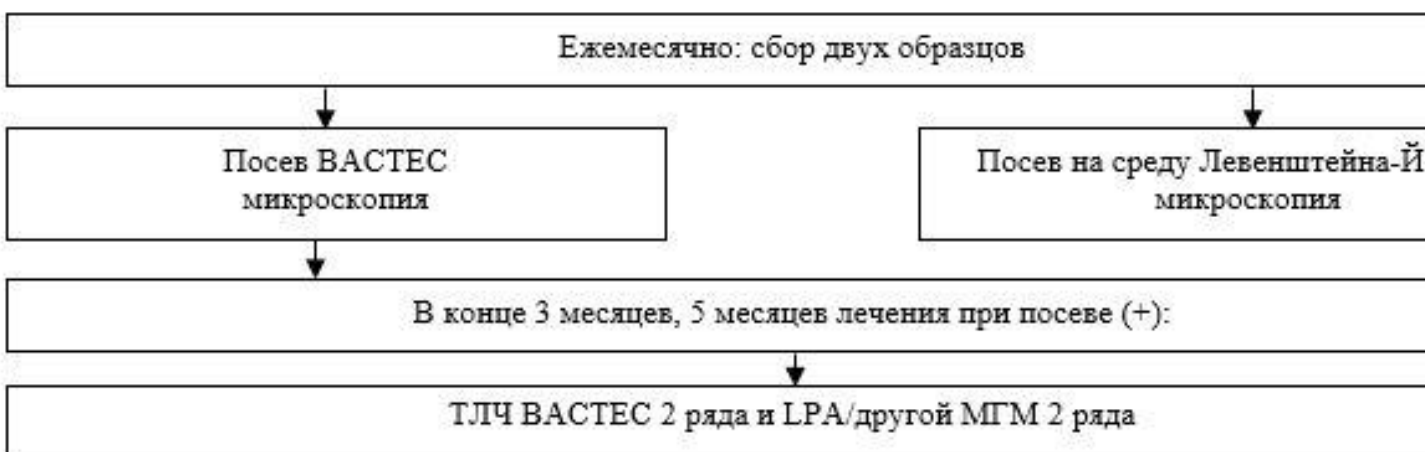 Ежемесячно: сбор двух образцов
Посев BACTEC
микроскопия
Посев на среду Левенштейна-Й
микроскопия
В конце 3 месяцев, 5 месяцев лечения при посеве (+):
ТЛЧ BACTEC 2 ряда и LPA/другой МГМ 2 ряда